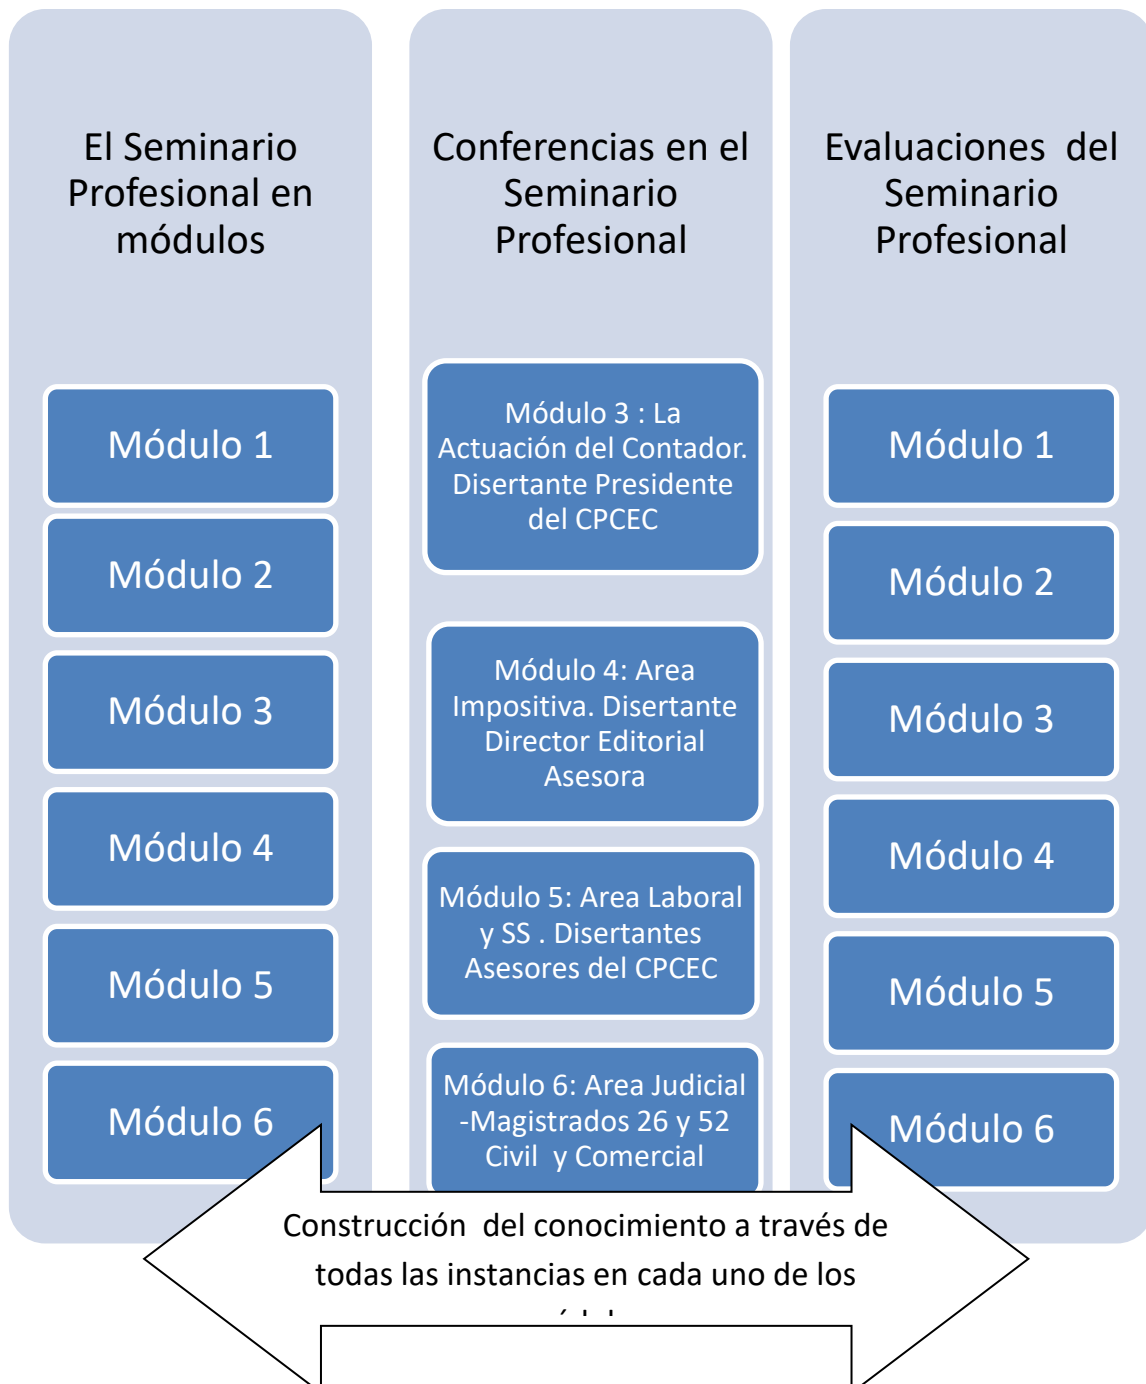 El Seminario
Profesional en
módulos
Módulo 1
Módulo 2
Módulo 3
Módulo 4
Módulo 5
Módulo 6
Conferencias en el
Seminario
Profesional
Módulo 3 : La
Actuación del Contador.
Disertante Presidente
del CPCEC
Módulo 4: Area
Impositiva. Disertante
Director Editorial
Asesora
Módulo 5: Area Laboral
y SS . Disertantes
Asesores del CPCEC
Módulo 6: Area Judicial
-Magistrados 26 y 52
Civil y Comercial
Evaluaciones del
Seminario
Profesional
Módulo 1
Módulo 2
Módulo 3
Módulo 4
Módulo 5
Módulo 6
Construcción del conocimiento a través de
todas las instancias en cada uno de los